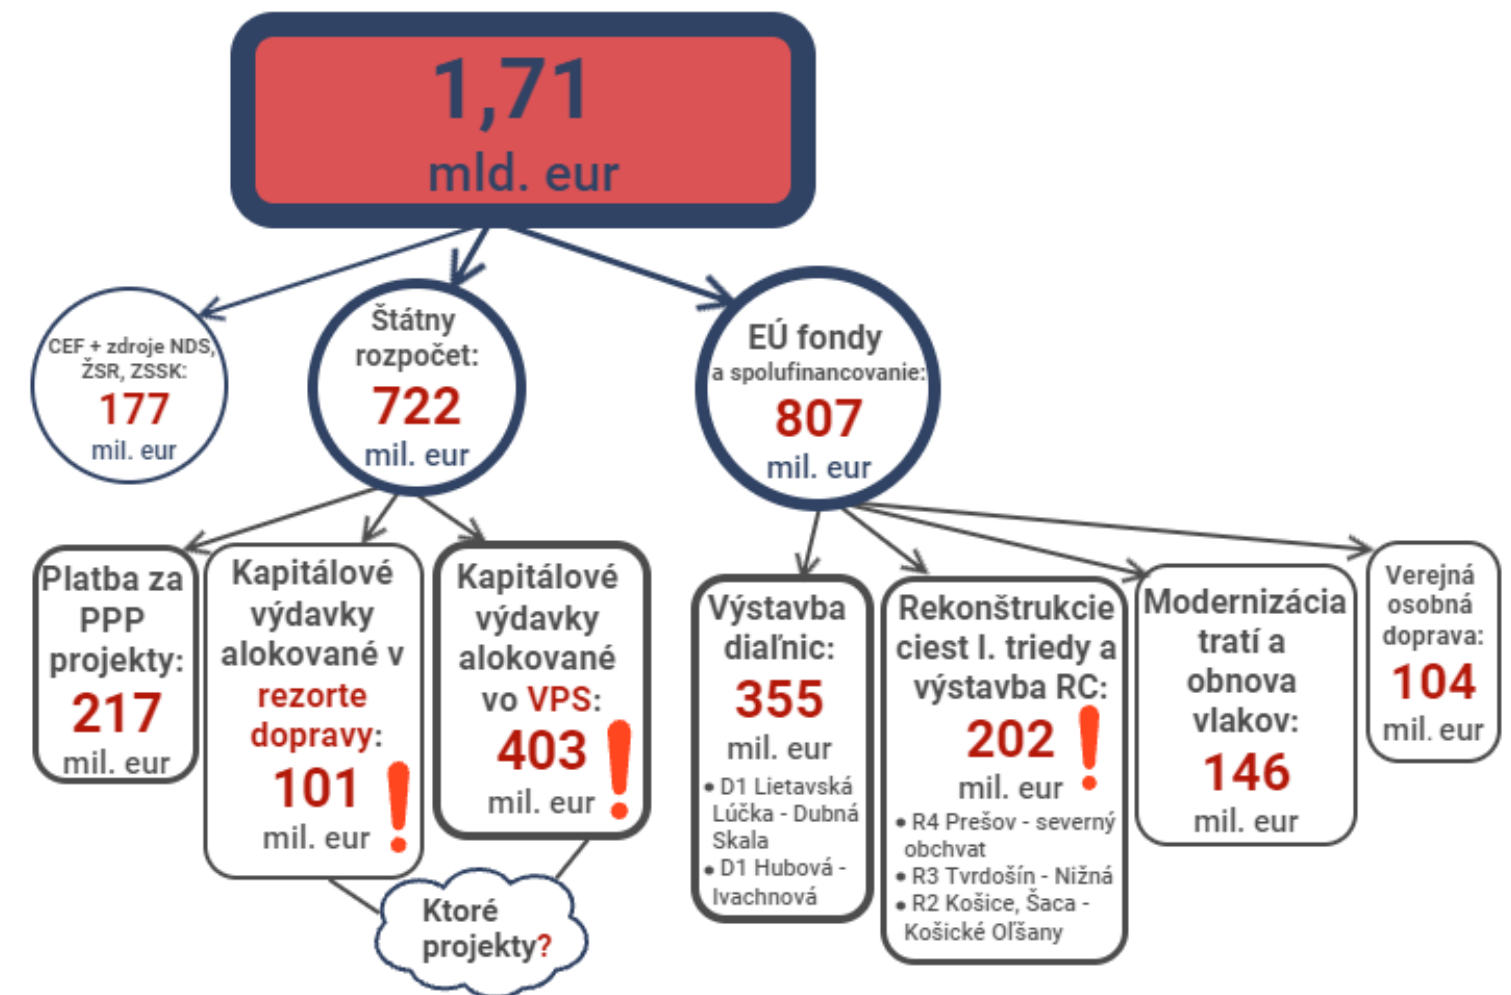 1,71
mld. eur
CEF + zdroje NDS,
ŽSR, ZSSK:
177
mil. eur
Štátny
rozpočet:
722
mil. eur
EÚ fondy
a spolufinancovanie:
807
mil. eur
Platba za
PPP
projekty:
217
mil. eur
Kapitálové
výdavky
alokované v
rezorte
dopravy:
101
mil. eur
Kapitálové
výdavky
alokované
vo VPS:
403
mil. eur
Ktoré
projekty?
Výstavba
diaľnic:
355
mil. eur
• D1 Lietavská
Lúčka - Dubná
Skala
• D1 Hubová -
Ivachnová
Rekonštrukcie
ciest I. triedy a
výstavba RC:
202
mil. eur
• R4 Prešov - severný
obchvat
• R3 Tvrdošín - Nižná
• R2 Košice, Šaca -
Košické Oľšany
Modernizácia
tratí a
obnova
vlakov:
146
mil. eur
Verejná
osobná
doprava:
104
mil. eur